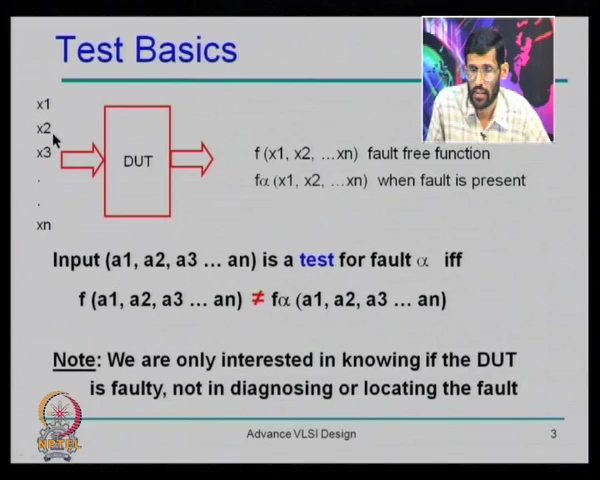 Test Basics
x1
x2
x3
.
.
xn
DUT
f (x1, x2, …xn) fault free function
fα (x1, x2, …xn) when fault is present
Input (a1, a2, a3 … an) is a test for fault α iff
f (a1, a2, a3 … an) ≠ fα (a1, a2, a3 … an)
Note: We are only interested in knowing if the DUT
is faulty, not in diagnosing or locating the fault
NPTEL
Advance VLSI Design
3